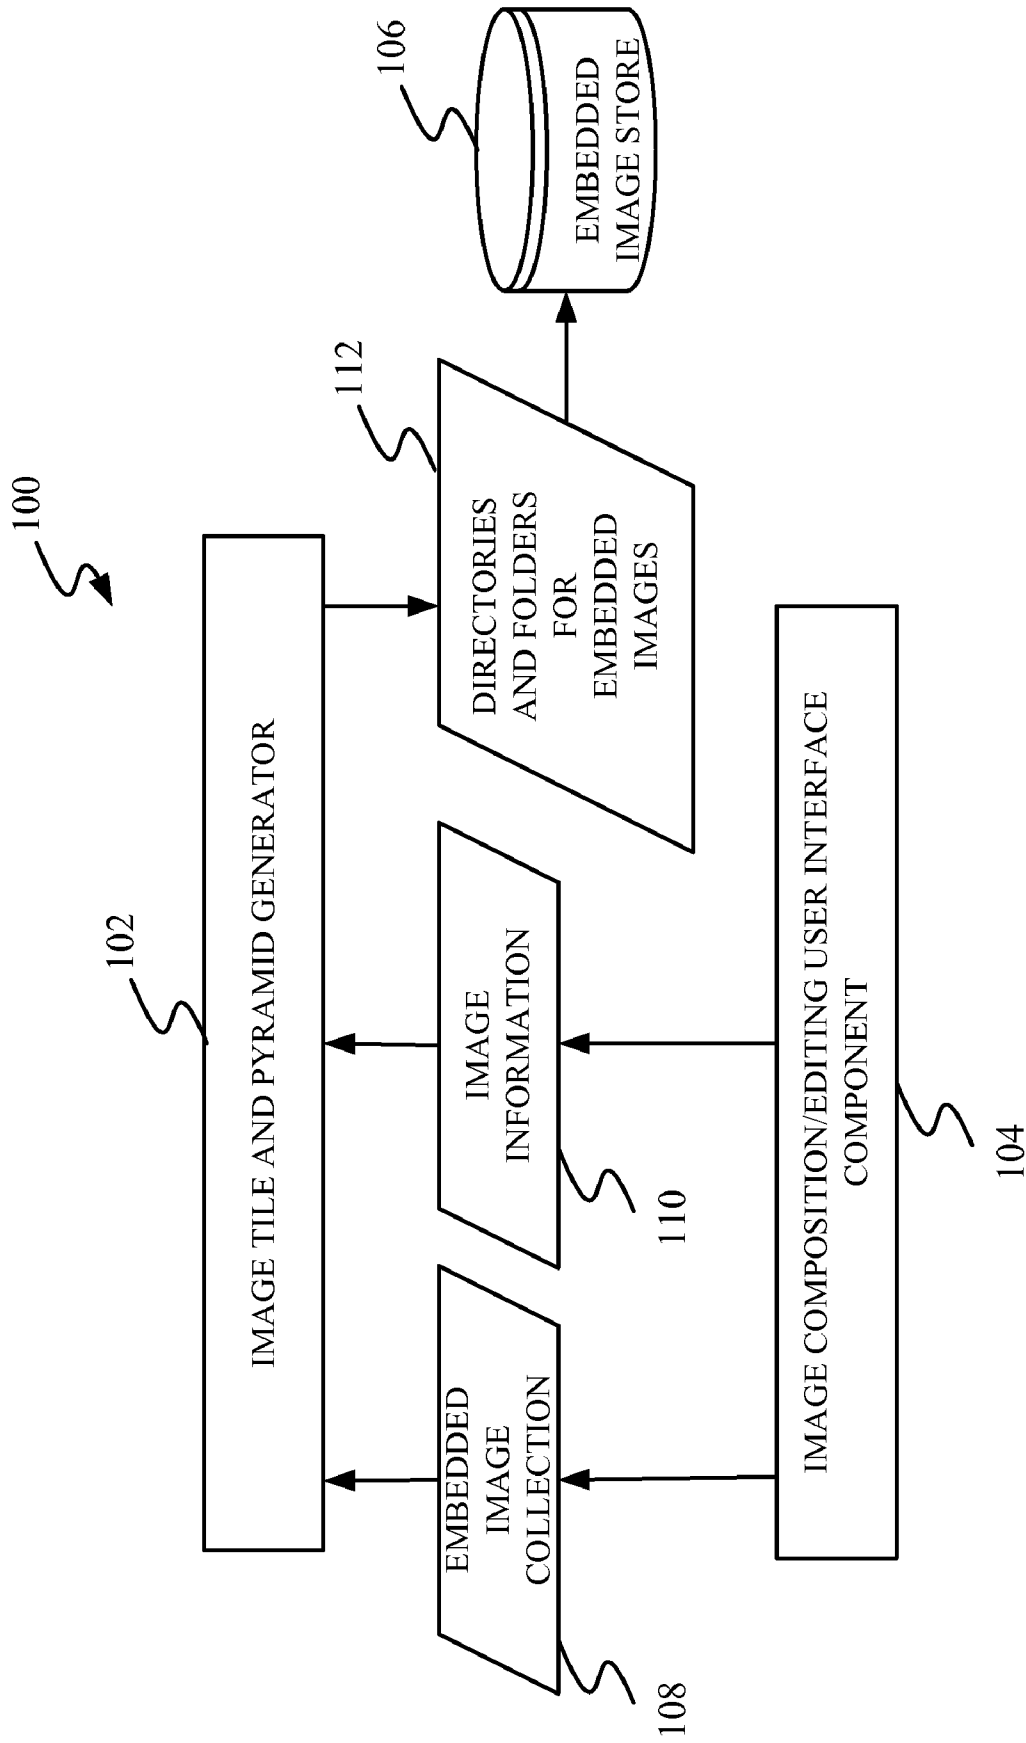 100
102
IMAGE TILE AND PYRAMID GENERATOR
108
EMBEDDED
IMAGE
COLLECTION
110
IMAGE
INFORMATION
112
DIRECTORIES
AND FOLDERS
FOR
EMBEDDED
IMAGES
106
EMBEDDED
IMAGE STORE
IMAGE COMPOSITION/EDITING USER INTERFACE
COMPONENT
104